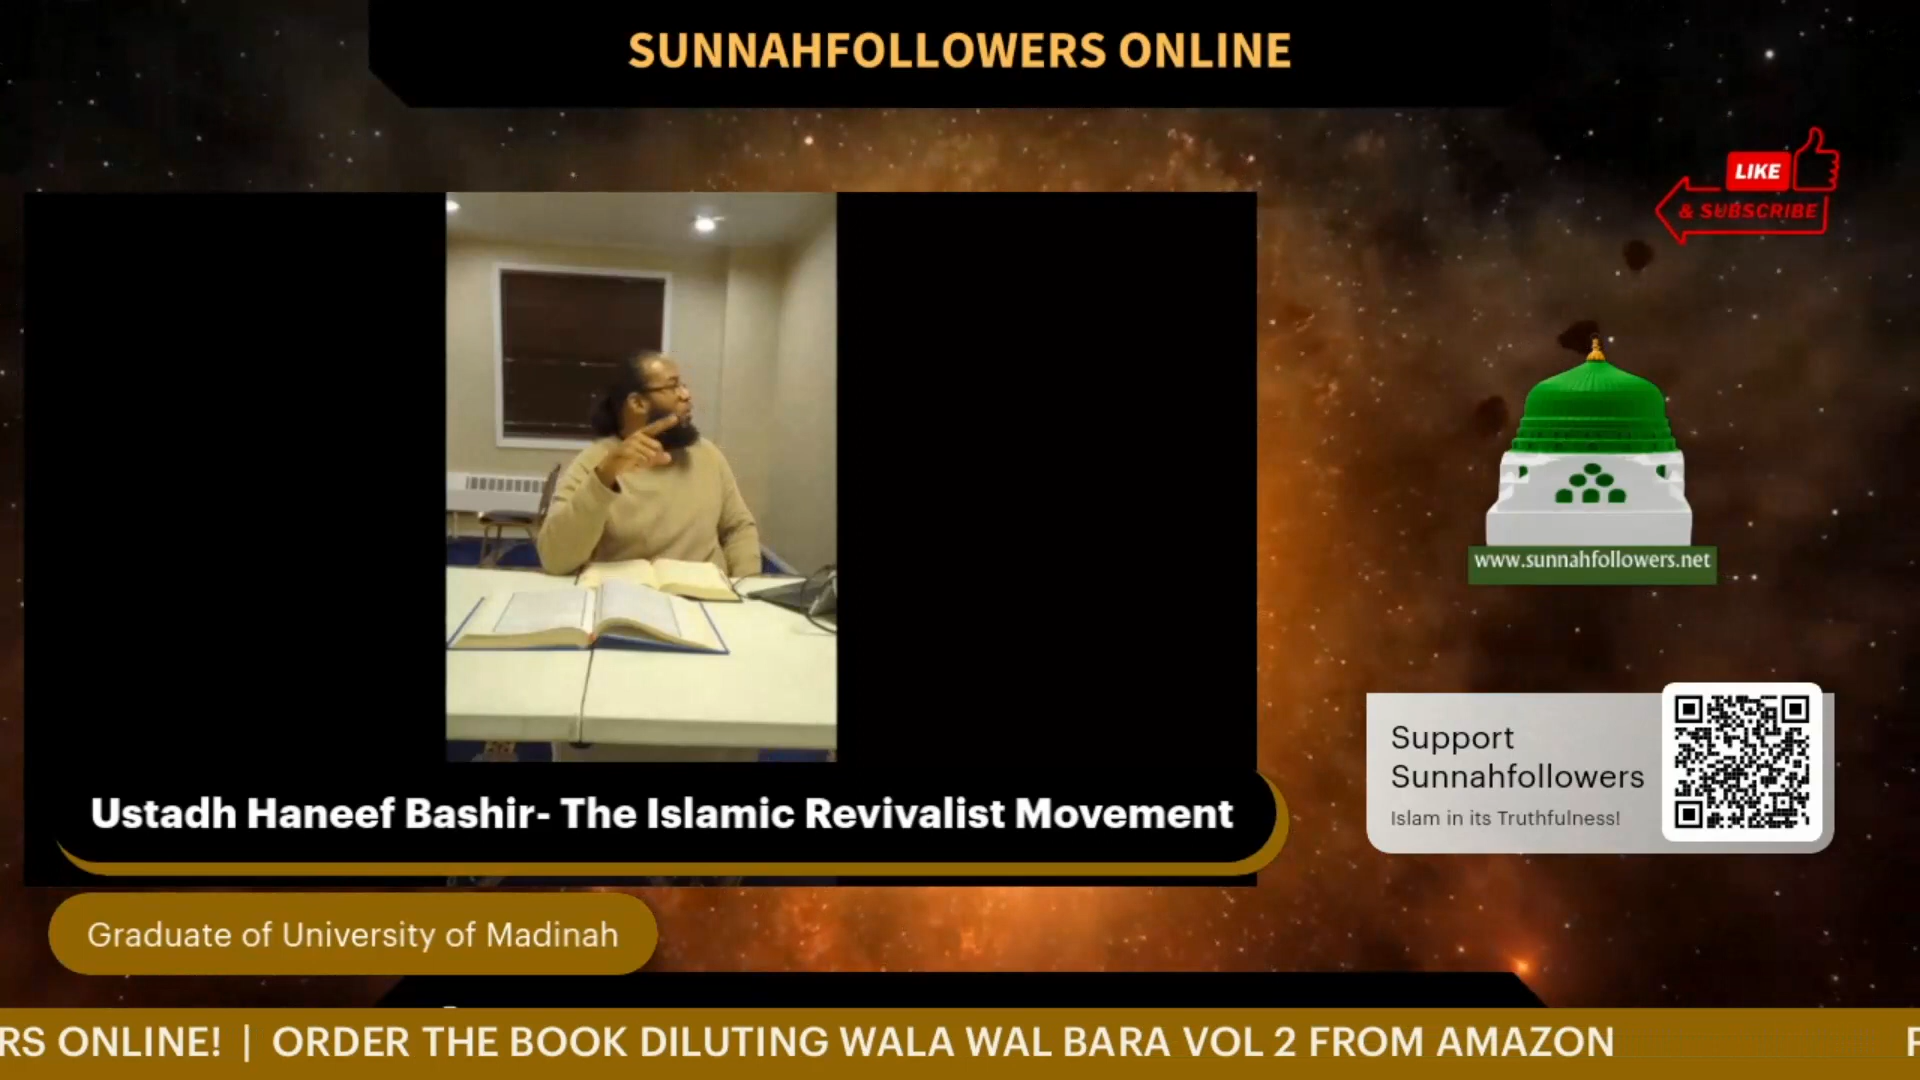 SUNNAHFOLLOWERS ONLINE
LIKE
& SUBSCRIBE
www.sunnahfollowers.net
Support
Sunnahfollowers
Islam in its Truthfulness!
Ustadh Haneef Bashir- The Islamic Revivalist Movement
Graduate of University of Madinah
RS ONLINE! | ORDER THE BOOK DILUTING WALA WAL BARA VOL 2 FROM AMAZON